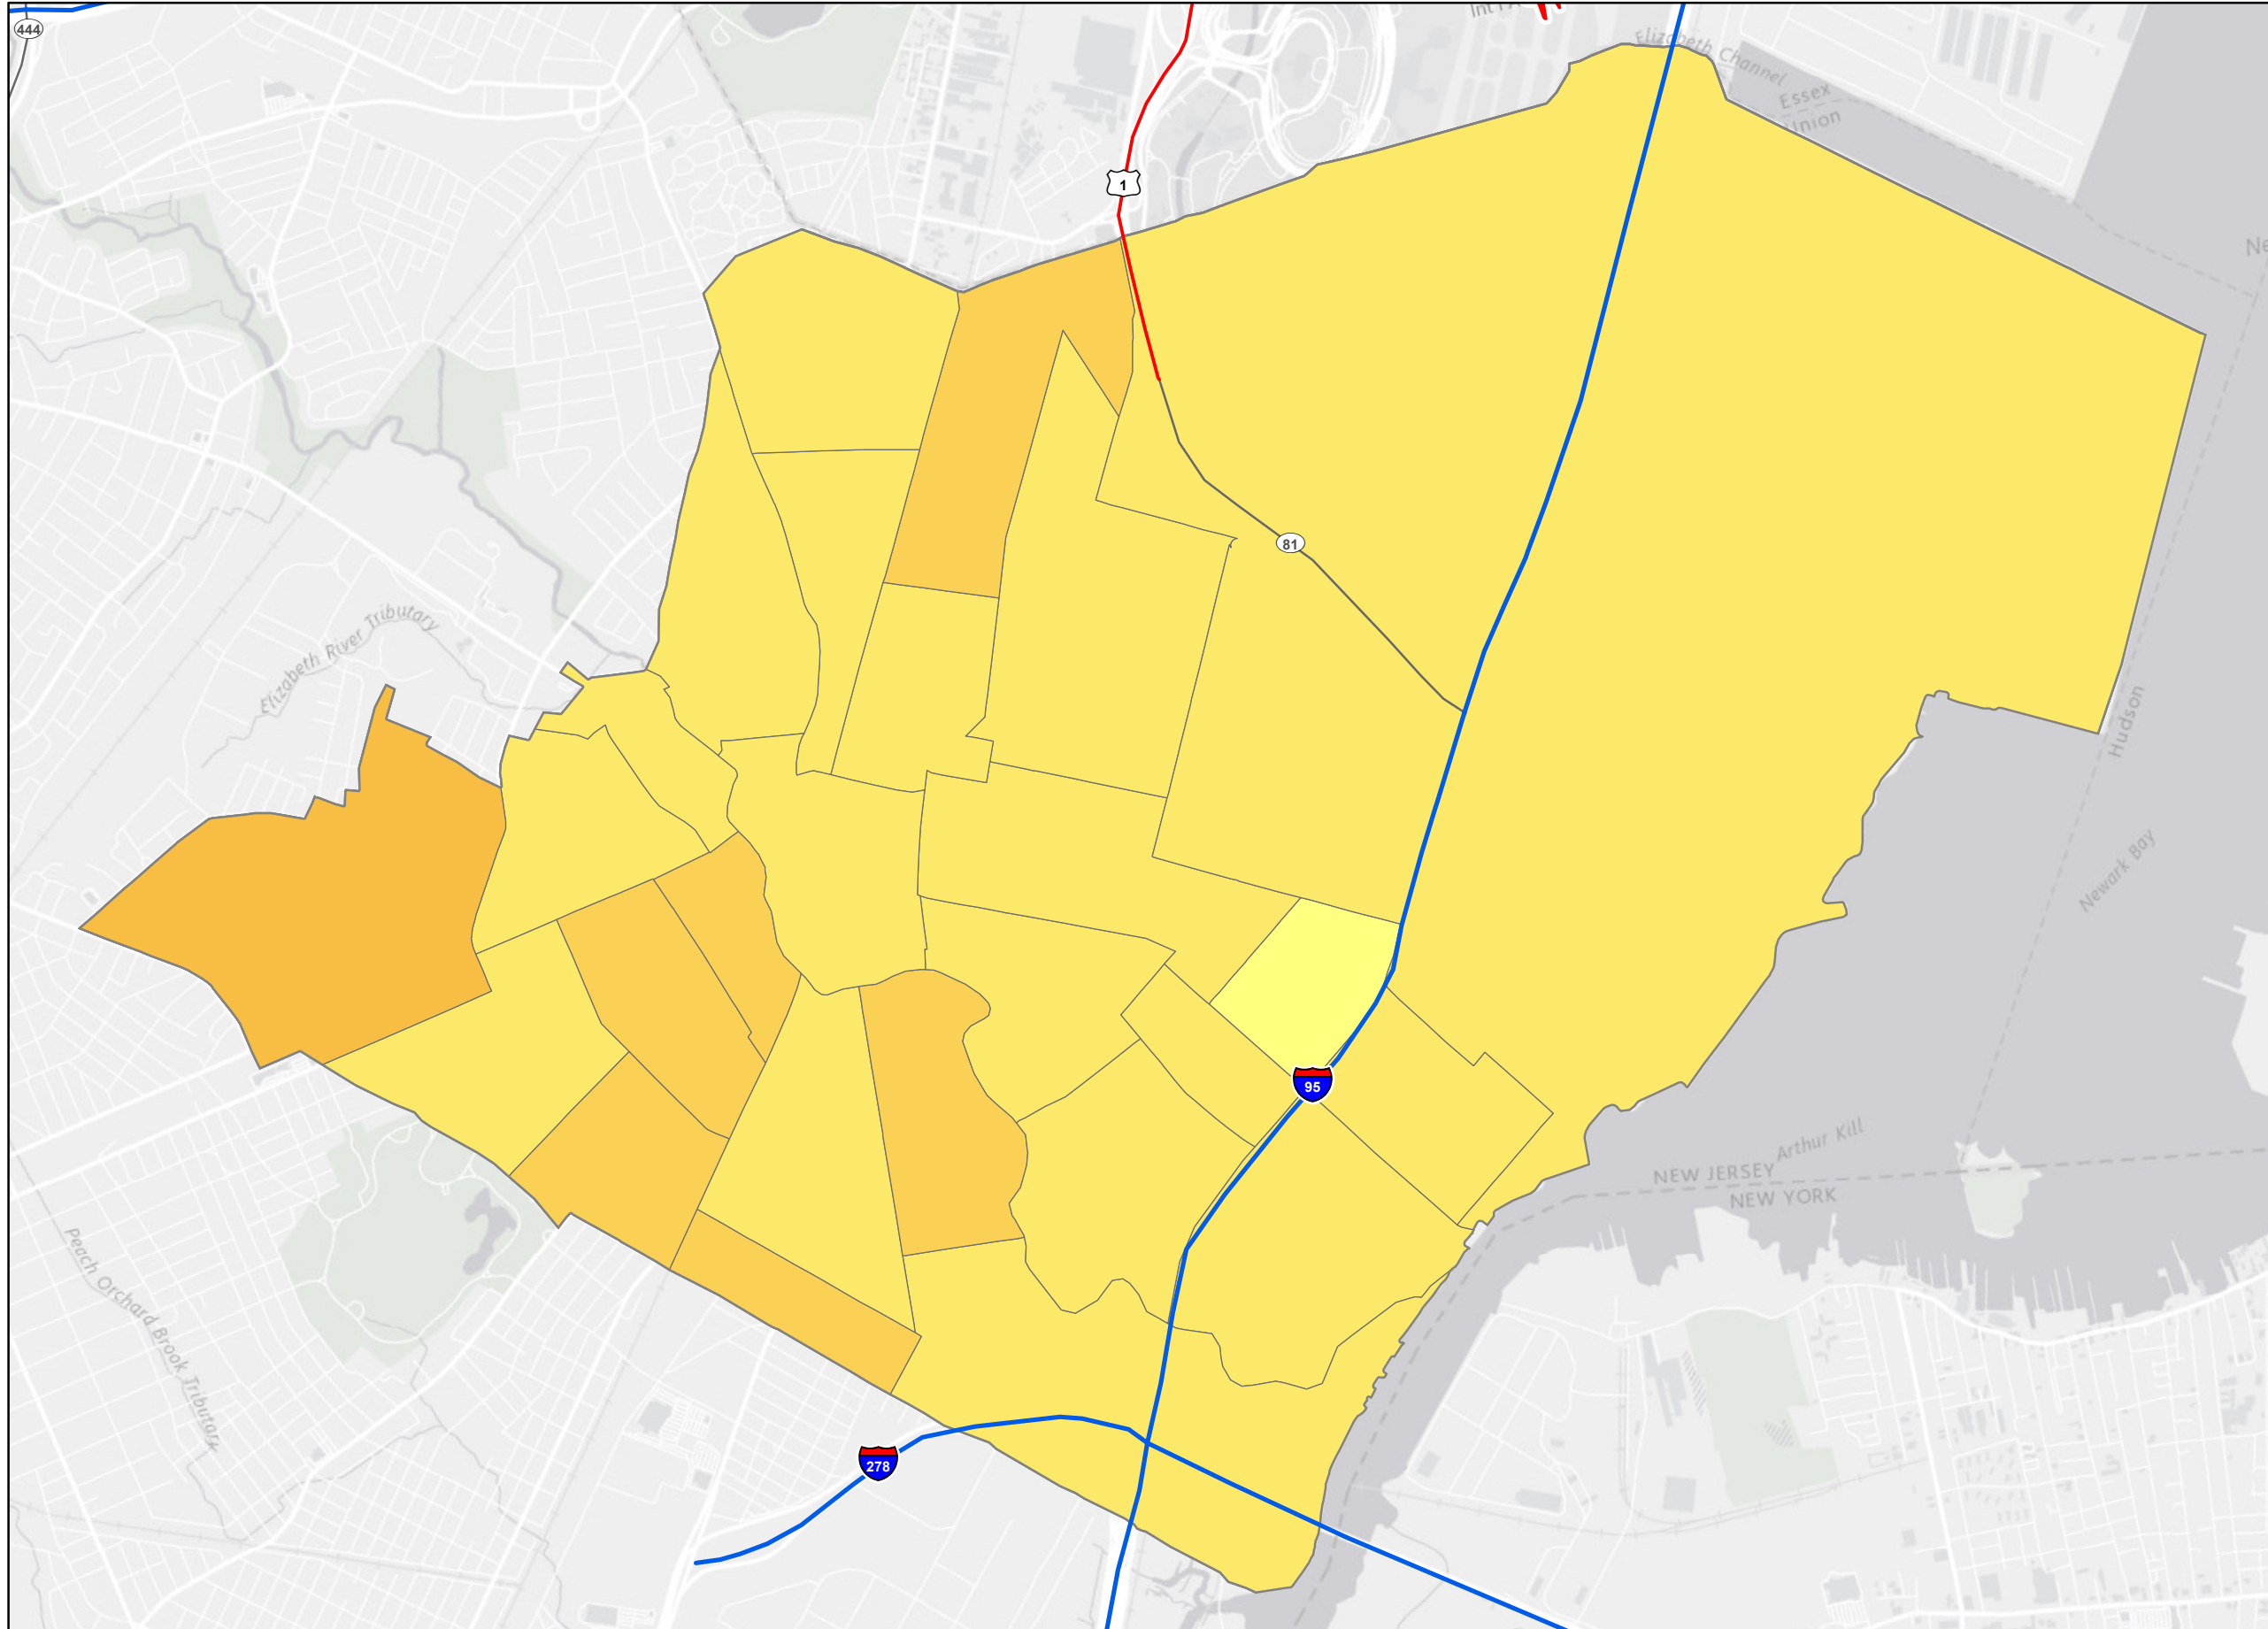 444
Int'l A
Elizabeth Channel
Essex
Union
Ne
1
81
Elizabeth River Tributary
Hudson
Newark Bay
95
Arthur Kill
NEW JERSEY
NEW YORK
Peach Orchard Brook Tributary
278